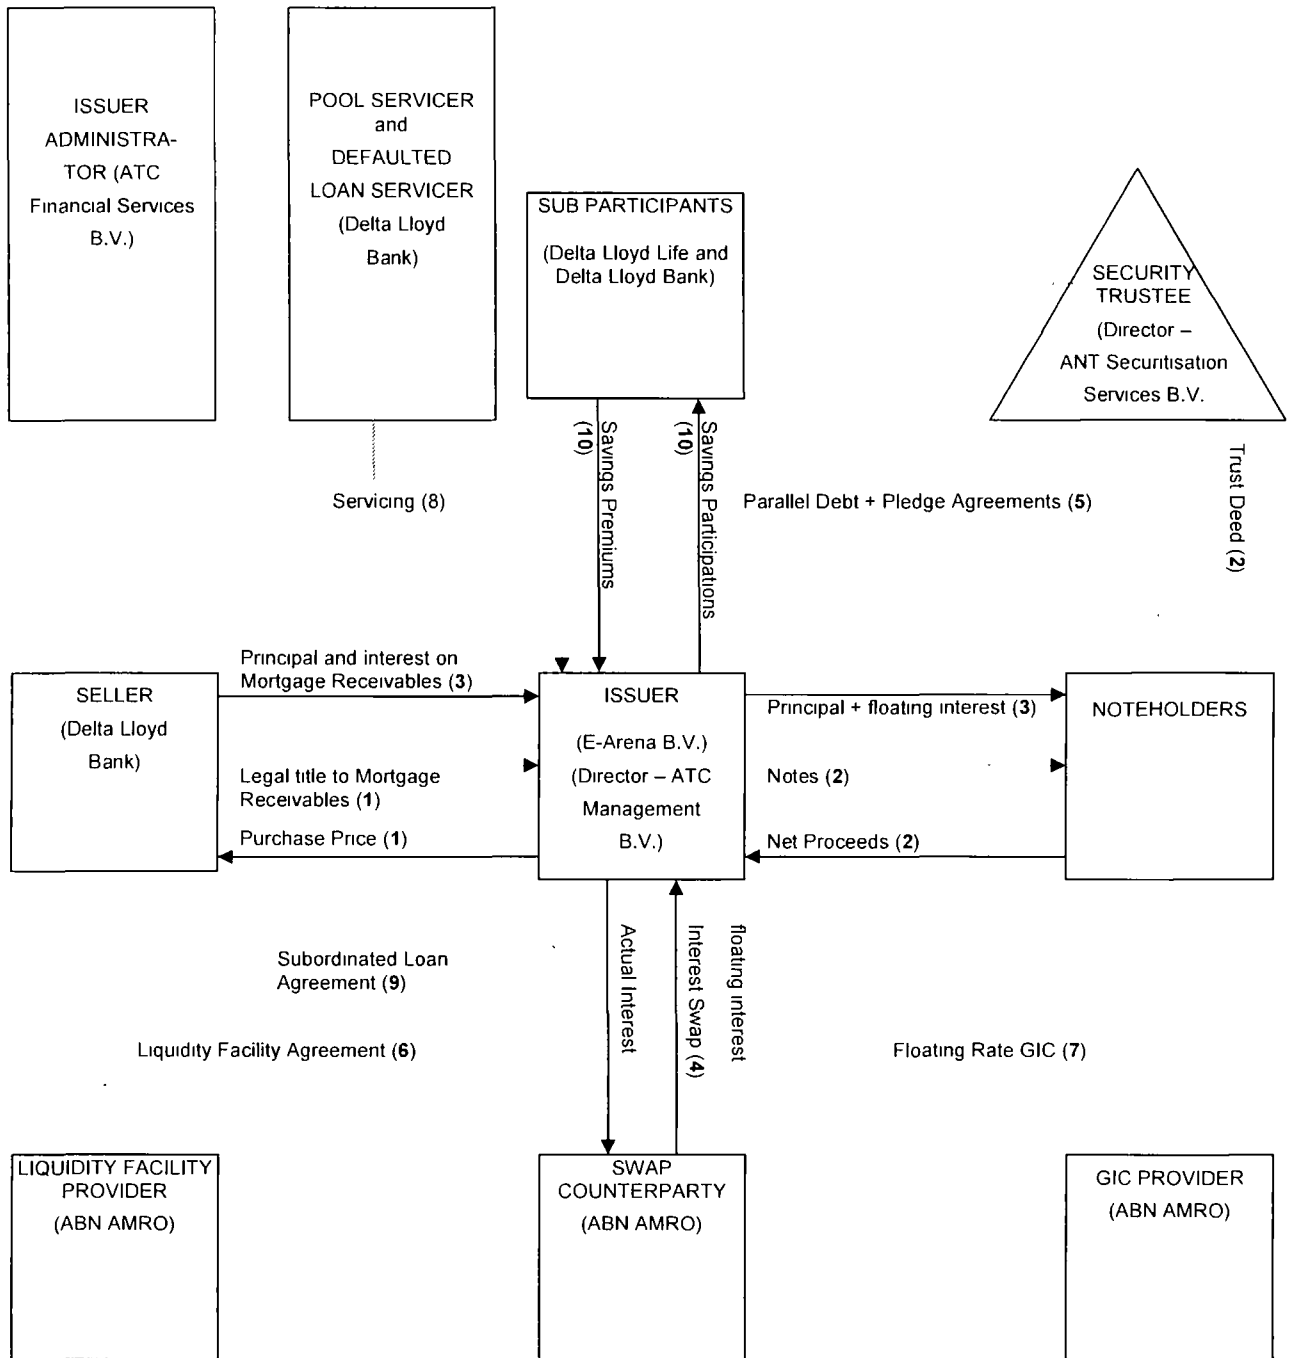 ISSUER
ADMINISTRA-
TOR (ATC
Financial Services
B.V.)
POOL SERVICER
and
DEFAULTED
LOAN SERVICER
(Delta Lloyd
Bank)
SUB PARTICIPANTS
(Delta Lloyd Life and
Delta Lloyd Bank)
SECURITY
TRUSTEE
(Director –
ANT Securitisation
Services B.V.
Savings Premiums
(10)
Savings Participations
(10)
Trust Deed (2)
Servicing (8)
Parallel Debt + Pledge Agreements (5)
SELLER
(Delta Lloyd
Bank)
Principal and interest on
Mortgage Receivables (3)
Legal title to Mortgage
Receivables (1)
Purchase Price (1)
ISSUER
(E-Arena B.V.)
(Director – ATC
Management
B.V.)
Principal + floating interest (3)
Notes (2)
Net Proceeds (2)
NOTEHOLDERS
Subordinated Loan
Agreement (9)
Actual Interest
floating interest
Interest Swap (4)
Liquidity Facility Agreement (6)
Floating Rate GIC (7)
LIQUIDITY FACILITY
PROVIDER
(ABN AMRO)
SWAP
COUNTERPARTY
(ABN AMRO)
GIC PROVIDER
(ABN AMRO)